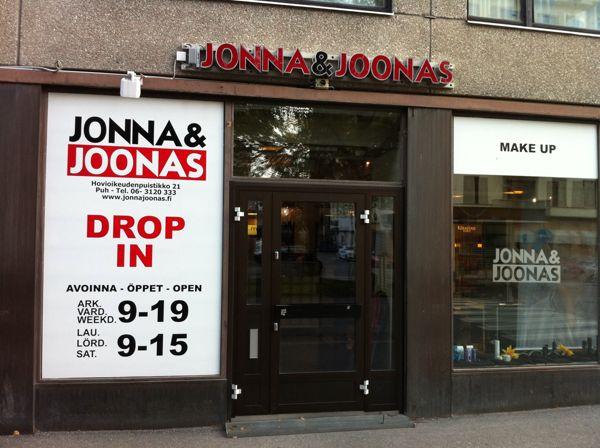 JONNA&JOONAS
JONNA&
JOONAS
Hovioikeudenpuistikko 21
Puh - Tel. 06- 3120 333
www.jonnajoonas.fi
DROP
IN
AVOINNA - ÖPPET - OPEN
ARK.
VARD.
WEEKD.
9-19
LAU.
LÖRD.
SAT.
9-15
MAKE UP
KÉRASTASE
JONNA&
JOONAS